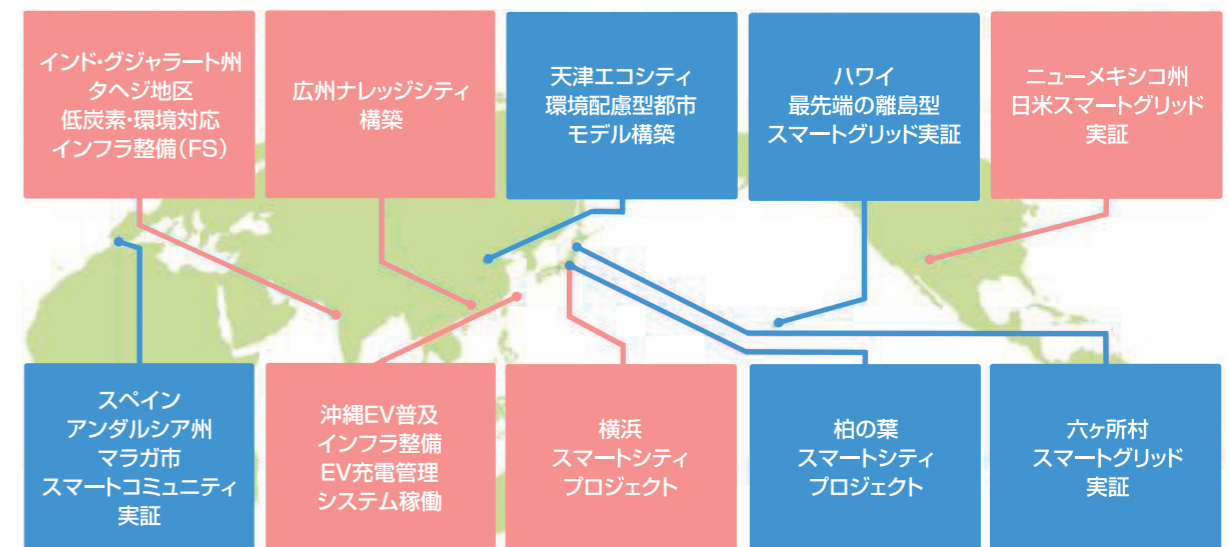 インド・グジャラート州
タヘジ地区
低炭素・環境対応
インフラ整備(FS)
広州ナレッジシティ
構築
天津エコシティ
環境配慮型都市
モデル構築
ハワイ
最先端の離島型
スマートグリッド実証
ニューメキシコ州
日米スマートグリッド
実証
スペイン
アンダルシア州
マラガ市
スマートコミュニティ
実証
沖縄EV普及
インフラ整備
EV充電管理
システム稼働
横浜
スマートシティ
プロジェクト
柏の葉
スマートシティ
プロジェクト
六ヶ所村
スマートグリッド
実証